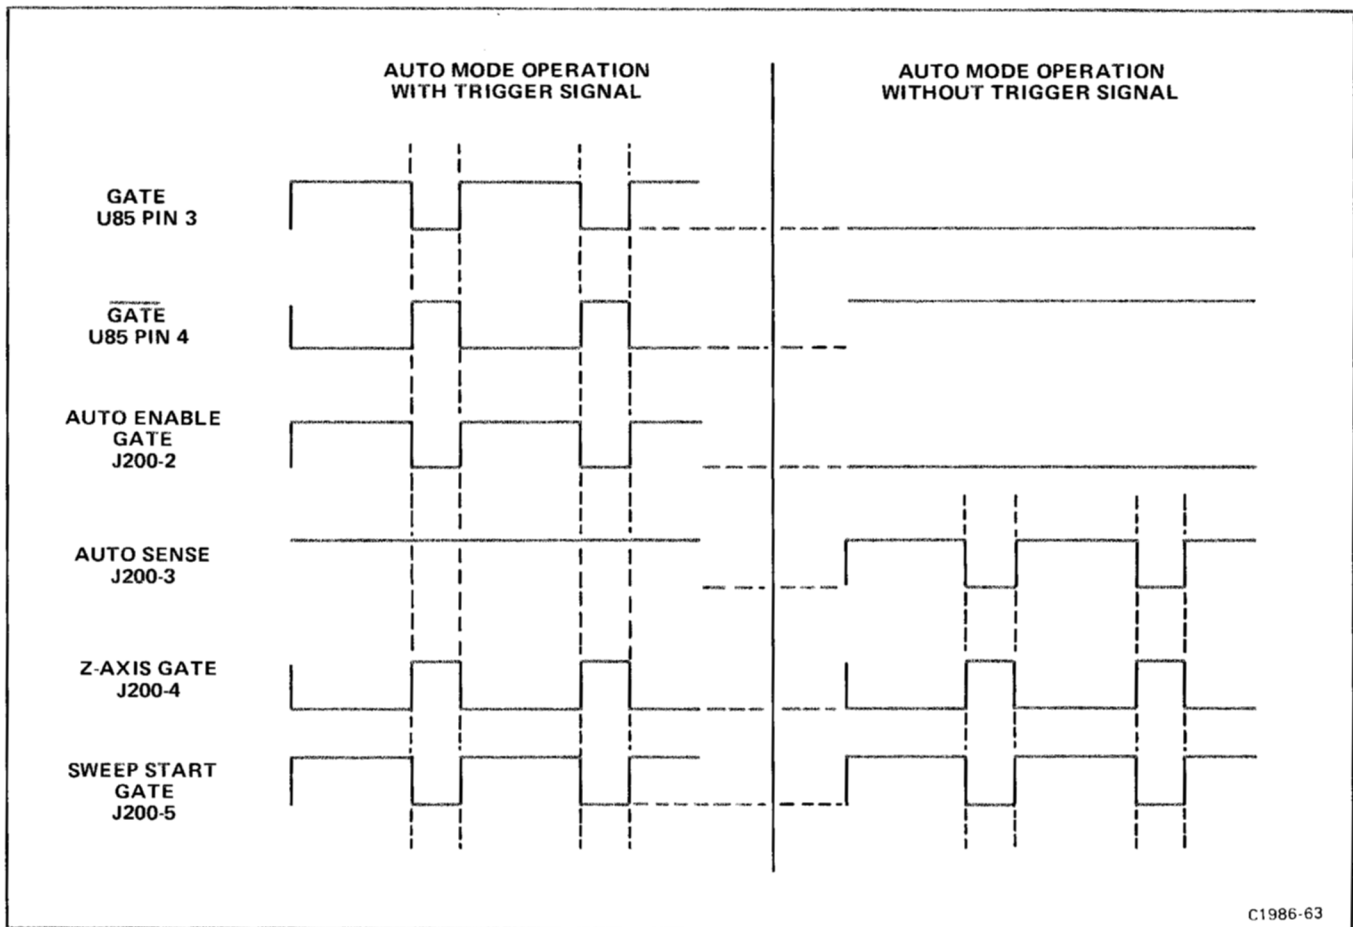 AUTO MODE OPERATION
WITH TRIGGER SIGNAL
AUTO MODE OPERATION
WITHOUT TRIGGER SIGNAL
GATE
U85 PIN 3
GATE
U85 PIN 4
AUTO ENABLE
GATE
J200-2
AUTO SENSE
J200-3
Z-AXIS GATE
J200-4
SWEEP START
GATE
J200-5
C1986-63